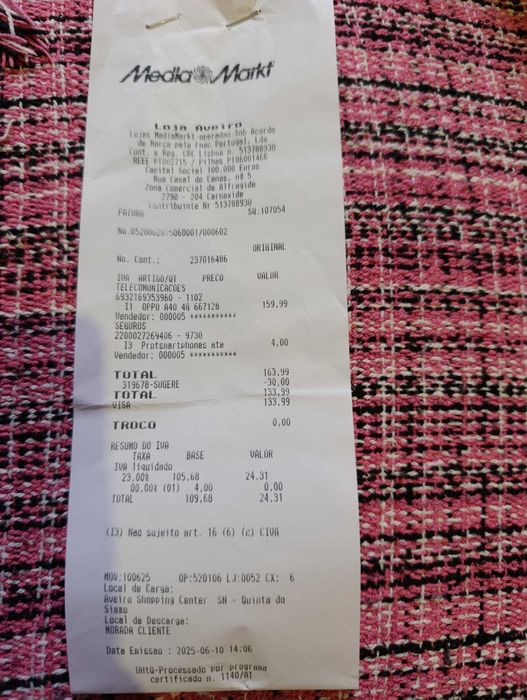 Media Markt
Loja Aveiro
Lojas MediaMarkt operadas Sob Acordo
de Marca pela Fnac Portugal, Lda
Cont. e Reg. CRC Lisboa n. 513788930
REEE PT002715 / Pilhas PT06001466
Capital Social 100.000 Euros
Rua Casal do Canas, nº 5
Zona Comercial de Alfragide
2790 - 204 Carnaxide
Contribuinte Nr 513788930
FATURA SQ:107054
ORIGINAL
No. Cont.: 237016486
IVA ARTIGO/QT PRECO VALOR
TELECOMUNICACOES
6932169353960 - 1102
I1 OPPO A40 4G 667128 159.99
Vendedor: 000005 ***********
SEGUROS
2200027269406 - 9730
I3 Protsmartphones ate 4,00
Vendedor: 000005 ***********
TOTAL 163,99
319678-SUGERE -30,00
TOTAL 133.99
VISA 133.99
TROCO 0.00
RESUMO DO IVA
TAXA BASE VALOR
IVA liquidado
23.00% 105.68 24.31
00.00% (01) 4,00 0.00
TOTAL 109.68 24.31
(I3) Nao sujeito art. 16 (6) (c) CIVA
MOV:100625 OP:520106 LJ:0052 CX: 6
Local de Carga:
Aveiro Shopping Center SN - Quinta do
Simao
Local de Descarga:
MORADA CLIENTE
Data Emissao : 2025-06-10 14:06
UHtQ-Processado por programa
certificado n. 1140/AT